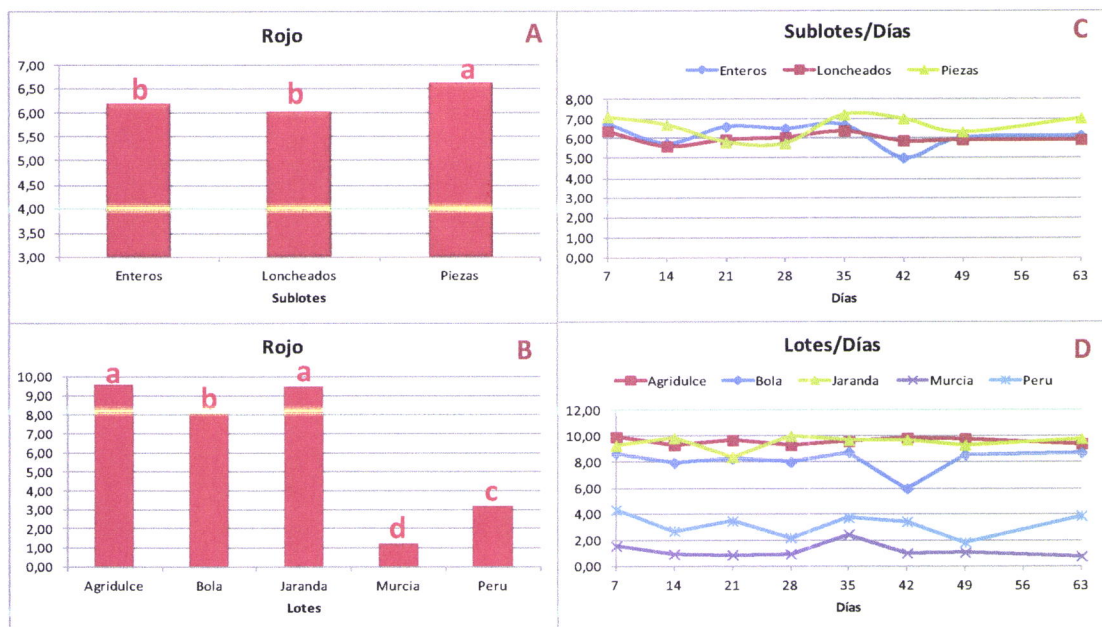 Rojo
A
7,00
6,50
6,00
5,50
5,00
4,50
4,00
3,50
3,00
b
b
a
Enteros Loncheados Piezas
Sublotes
Sublotes/Días
C
Enteros Loncheados Piezas
8,00
7,00
6,00
5,00
4,00
3,00
2,00
1,00
0,00
7 14 21 28 35 42 49 56 63
Días
Rojo
B
10,00
9,00
8,00
7,00
6,00
5,00
4,00
3,00
2,00
1,00
0,00
a
b
a
d
c
Agridulce Bola Jaranda Murcia Peru
Lotes
Lotes/Días
D
Agridulce Bola Jaranda Murcia Peru
12,00
10,00
8,00
6,00
4,00
2,00
0,00
7 14 21 28 35 42 49 56 63
Días